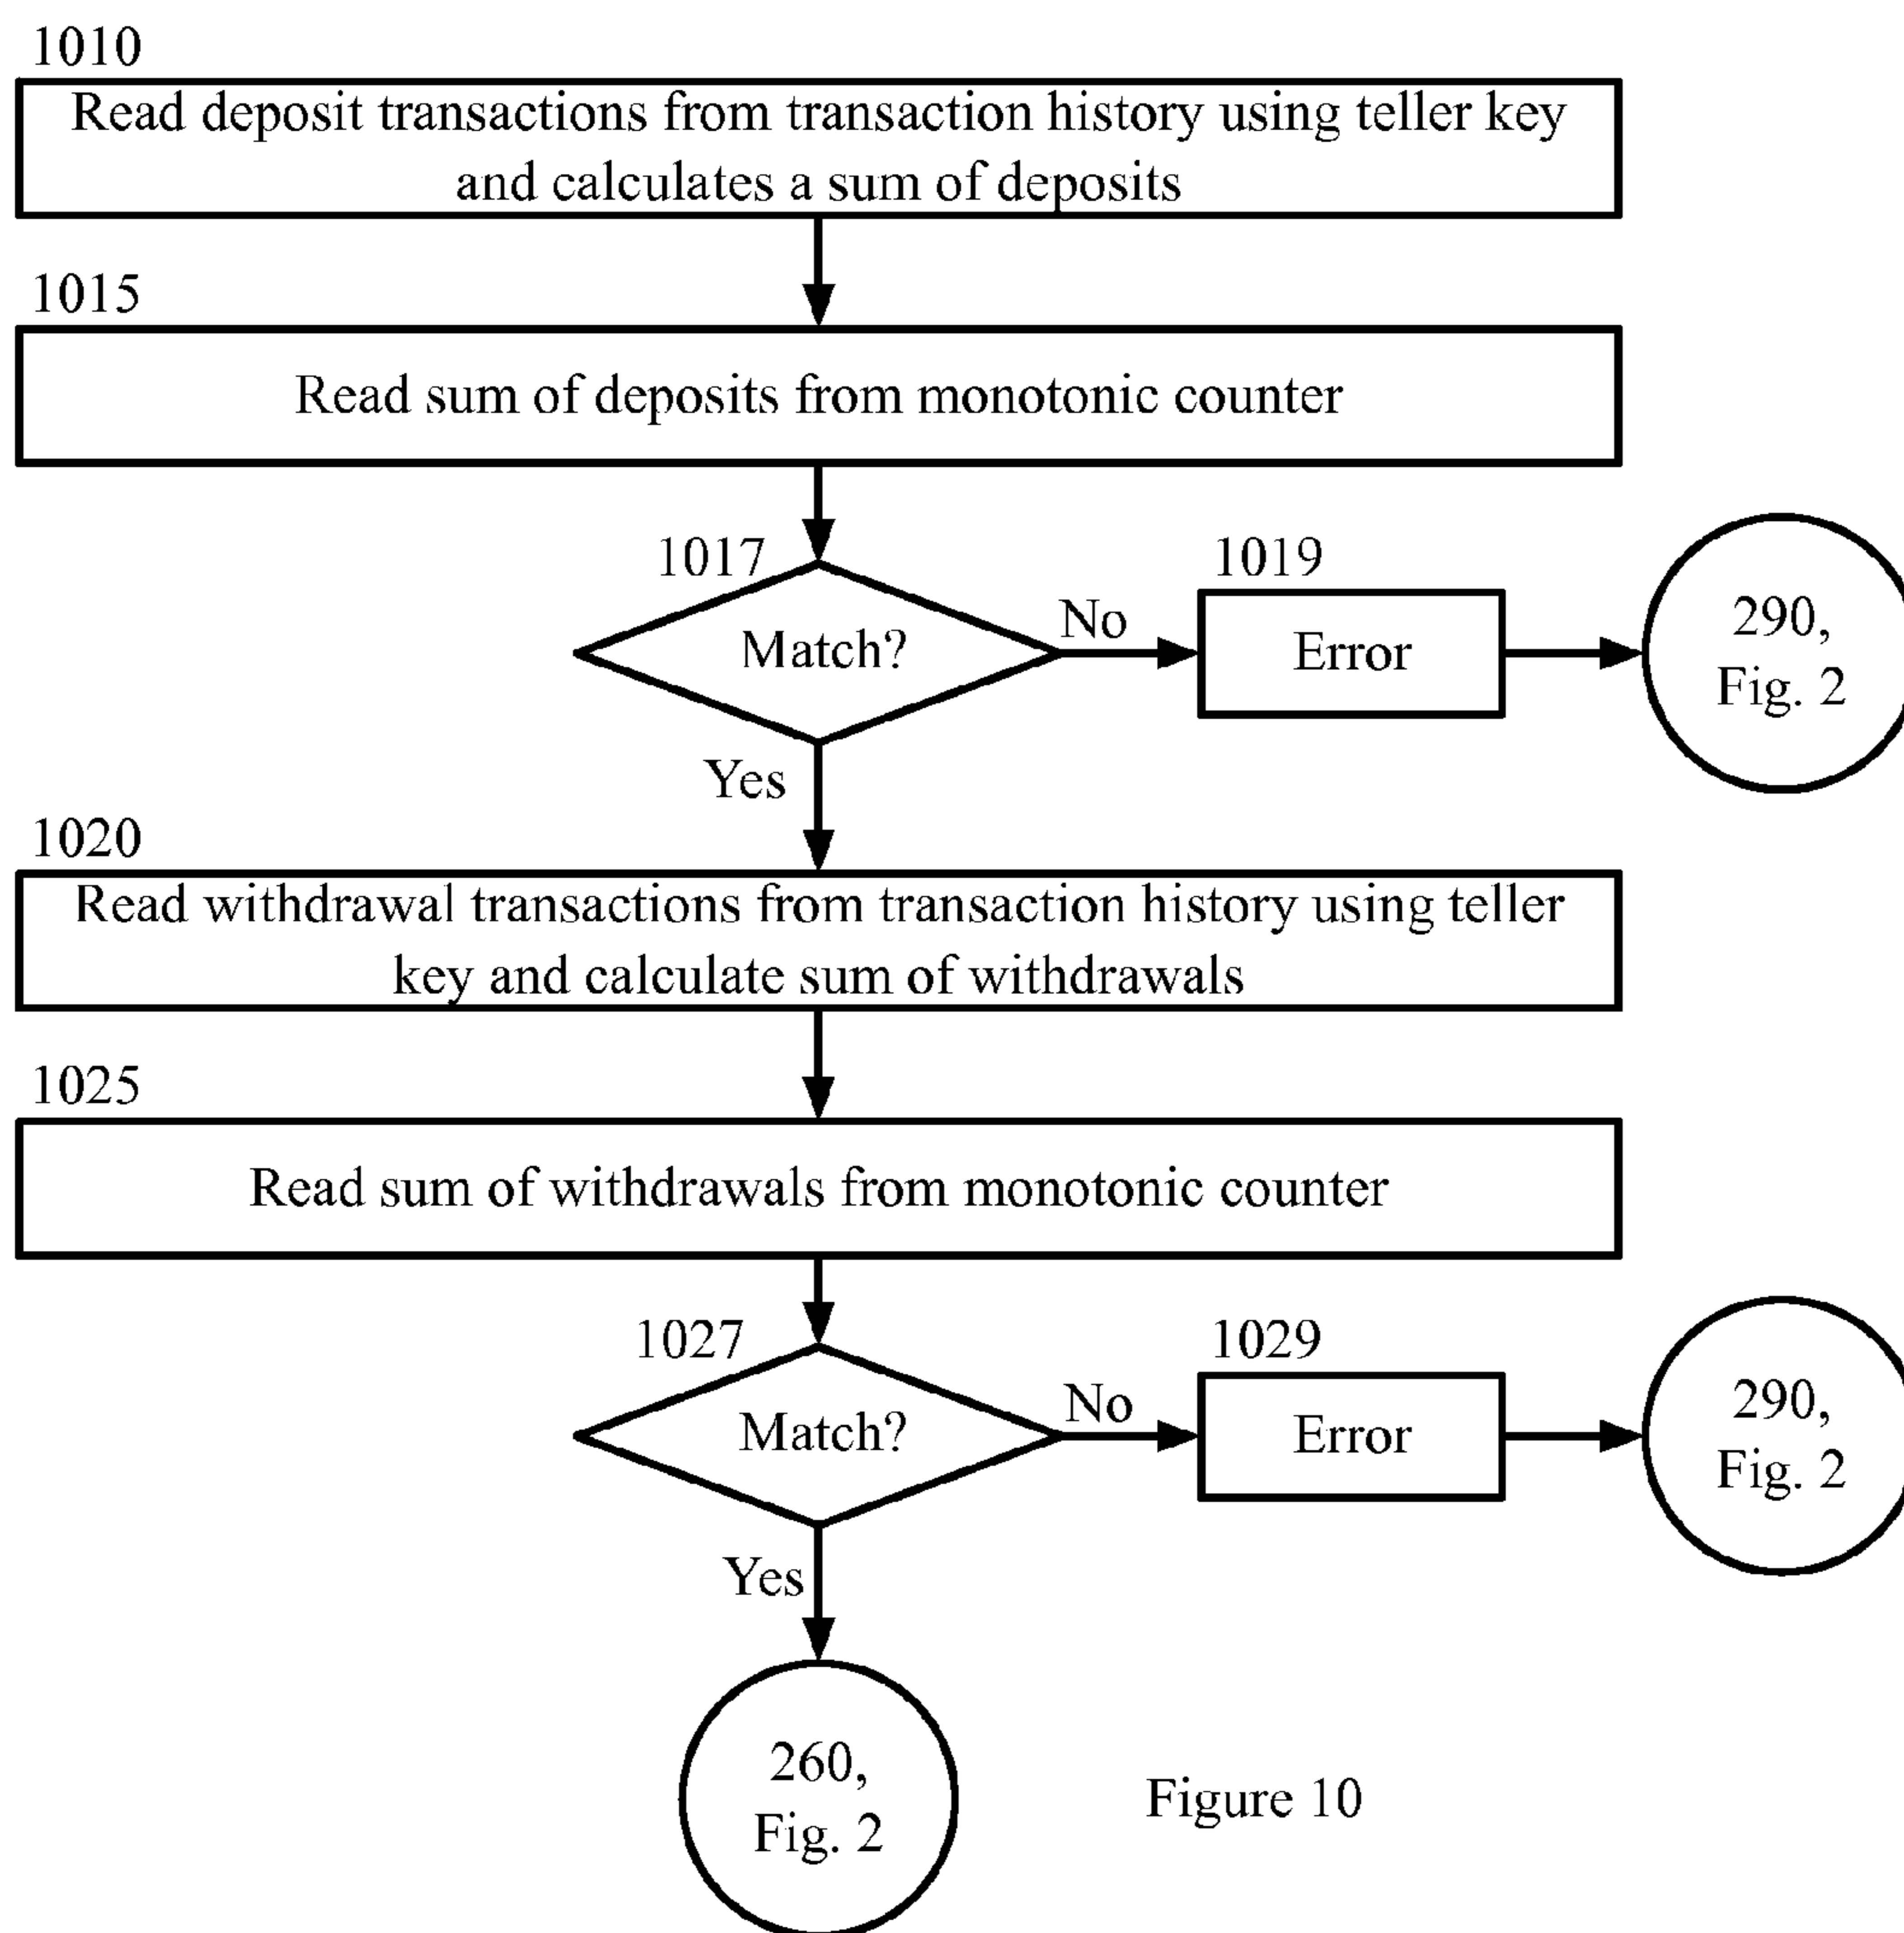 1010
Read deposit transactions from transaction history using teller key
and calculates a sum of deposits
1015
Read sum of deposits from monotonic counter
1017
Match?
No
1019
Error
290,
Fig. 2
Yes
1020
Read withdrawal transactions from transaction history using teller
key and calculate sum of withdrawals
1025
Read sum of withdrawals from monotonic counter
1027
Match?
No
1029
Error
290,
Fig. 2
Yes
260,
Fig. 2
Figure 10